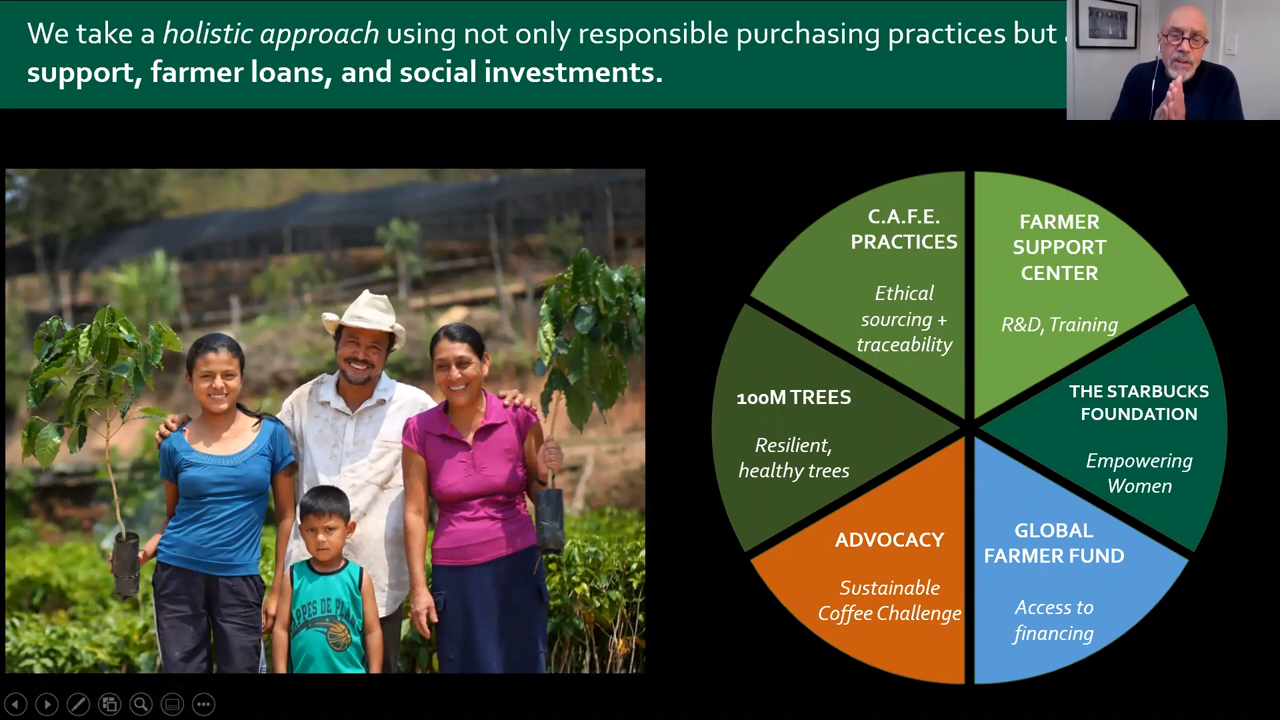 We take a holistic approach using not only responsible purchasing practices but
support, farmer loans, and social investments.
C.A.F.E.
PRACTICES
Ethical
sourcing +
traceability
FARMER
SUPPORT
CENTER
R&D, Training
100M TREES
Resilient,
healthy trees
THE STARBUCKS
FOUNDATION
Empowering
Women
ADVOCACY
Sustainable
Coffee Challenge
GLOBAL
FARMER FUND
Access to
financing